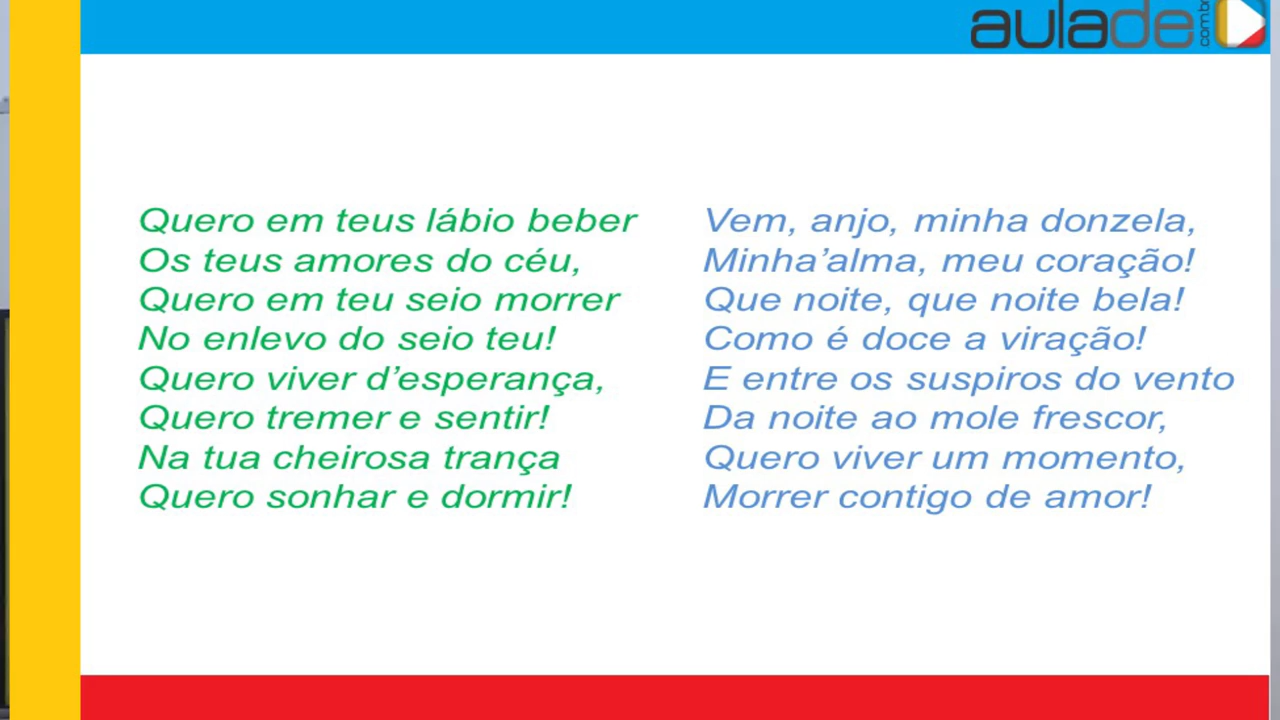 aulade
com.br
Quero em teus lábio beber
Os teus amores do céu,
Quero em teu seio morrer
No enlevo do seio teu!
Quero viver d’esperança,
Quero tremer e sentir!
Na tua cheirosa trança
Quero sonhar e dormir!
Vem, anjo, minha donzela,
Minha’alma, meu coração!
Que noite, que noite bela!
Como é doce a viração!
E entre os suspiros do vento
Da noite ao mole frescor,
Quero viver um momento,
Morrer contigo de amor!